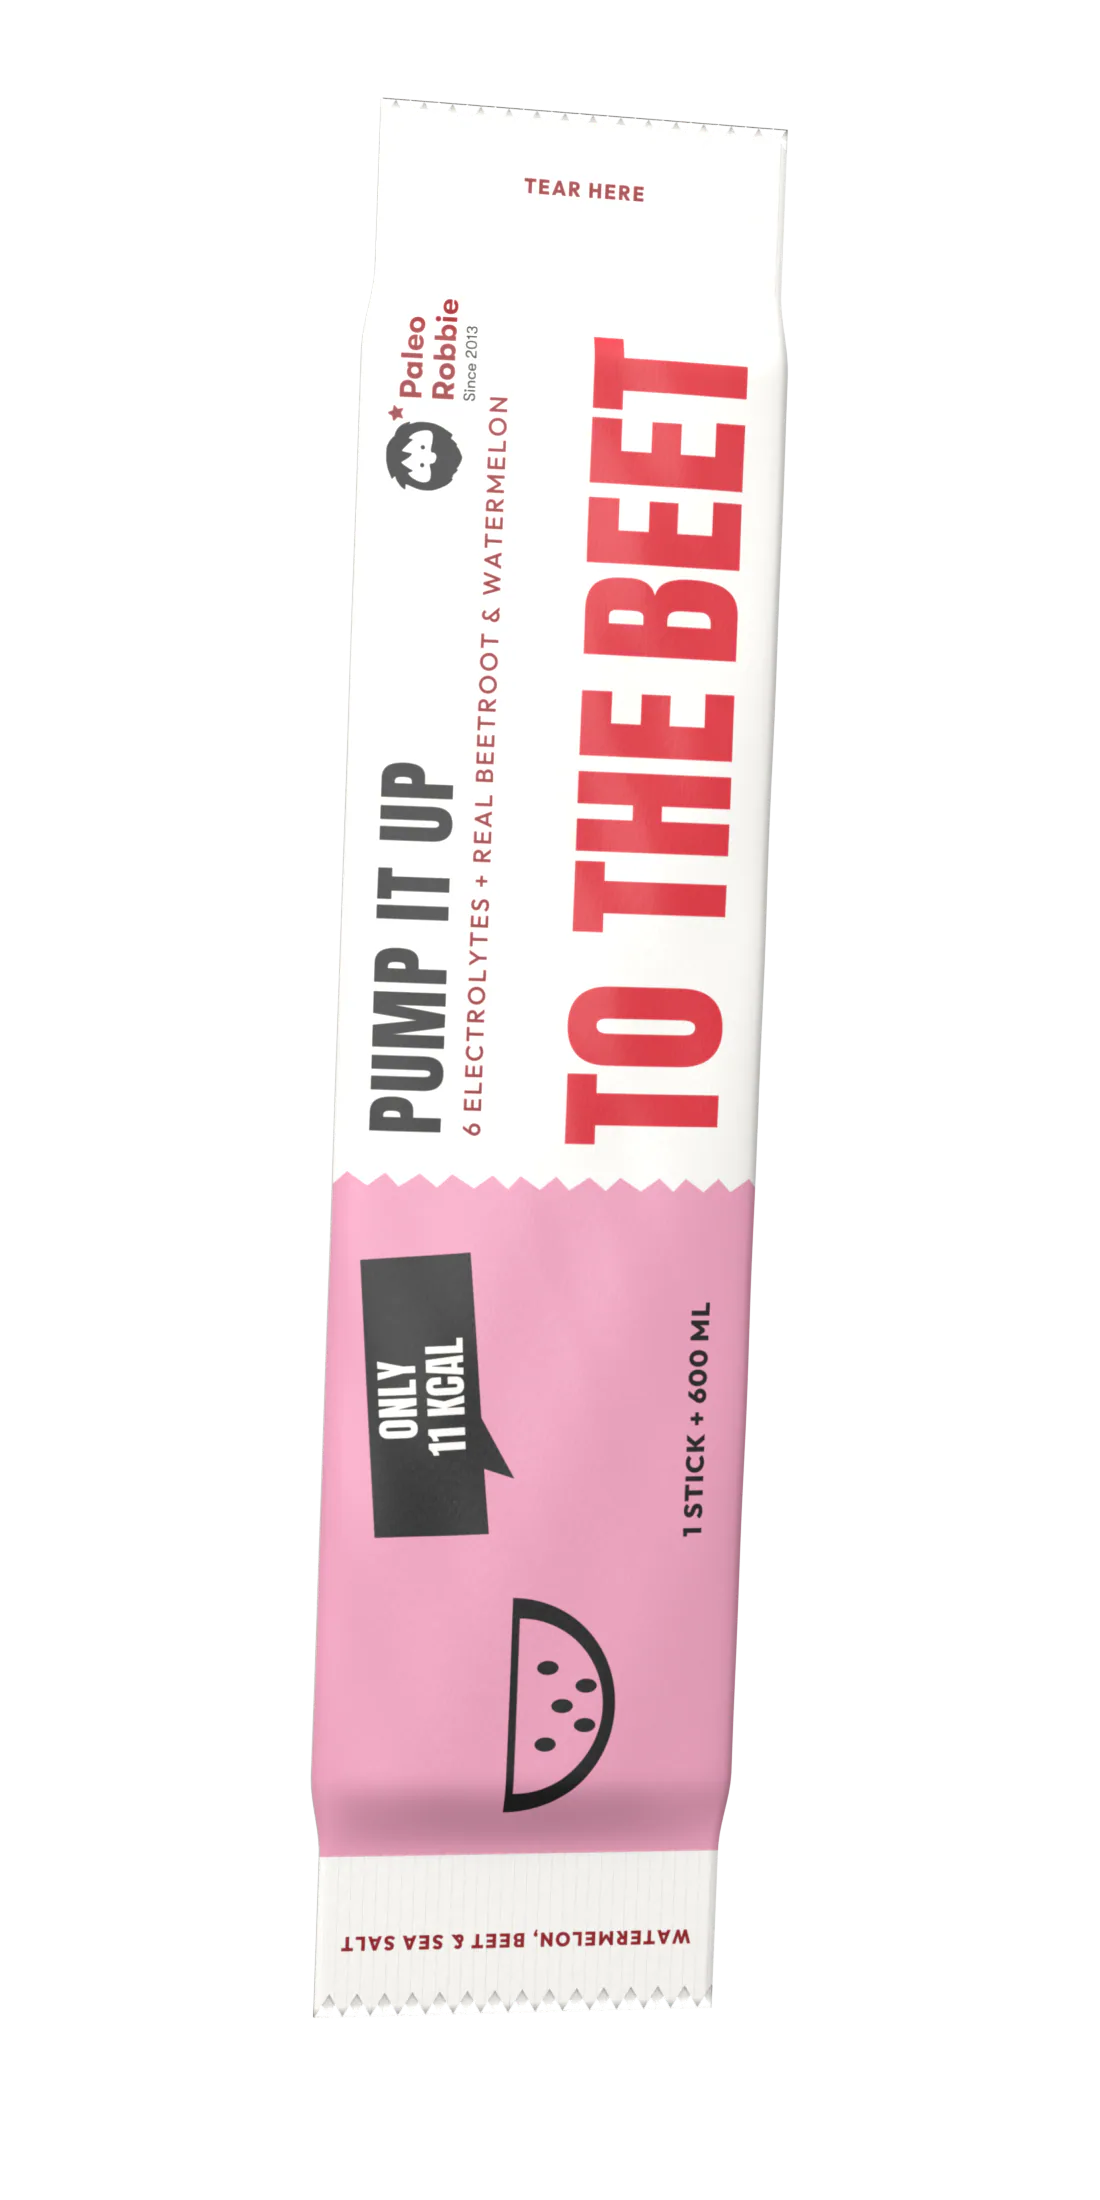 TEAR HERE
Paleo
Robbie
Since 2013
PUMP IT UP
6 ELECTROLYTES + REAL BEETROOT & WATERMELON
TO THE BEET
ONLY
11 KCAL
1 STICK + 600 ML
WATERMELON, BEET & SEA SALT